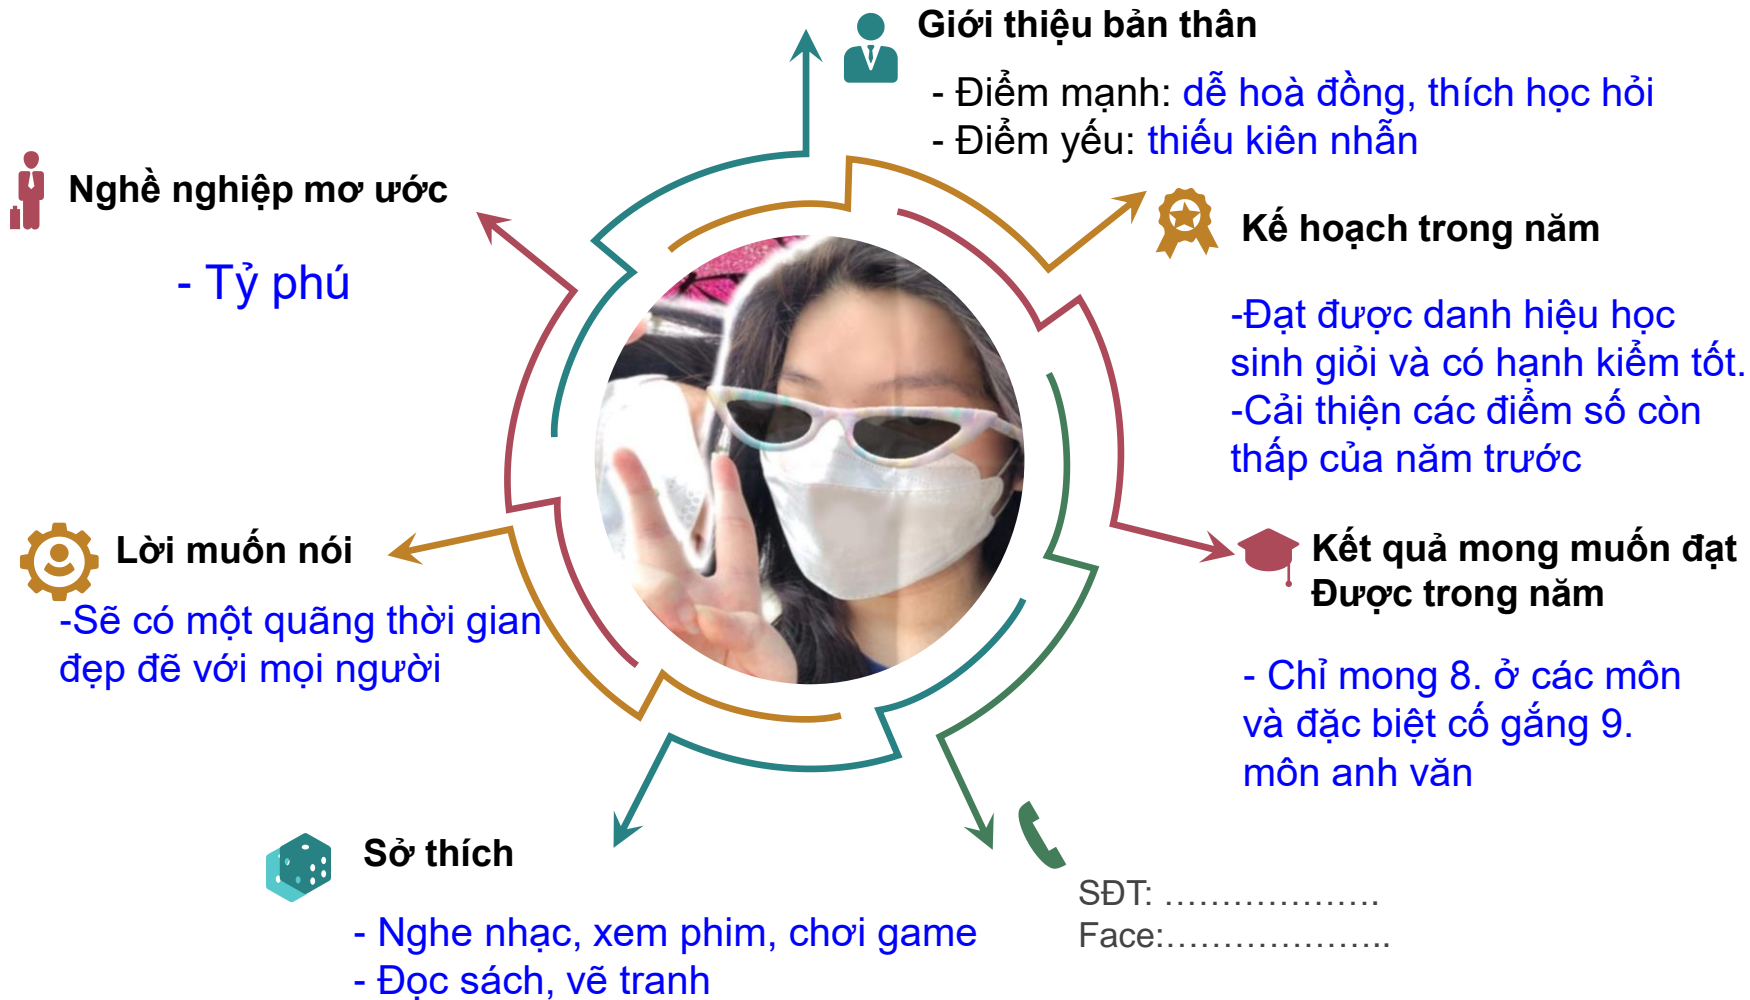 Giới thiệu bản thân
- Điểm mạnh: dễ hoà đồng, thích học hỏi
- Điểm yếu: thiếu kiên nhẫn
Nghề nghiệp mơ ước
- Tỷ phú
Kế hoạch trong năm
-Đạt được danh hiệu học
sinh giỏi và có hạnh kiểm tốt.
-Cải thiện các điểm số còn
thấp của năm trước
Lời muốn nói
-Sẽ có một quãng thời gian
đẹp đẽ với mọi người
Kết quả mong muốn đạt
Được trong năm
- Chỉ mong 8. ở các môn
và đặc biệt cố gắng 9.
môn anh văn
Sở thích
- Nghe nhạc, xem phim, chơi game
- Đọc sách, vẽ tranh
SĐT: ……………….
Face:………………..